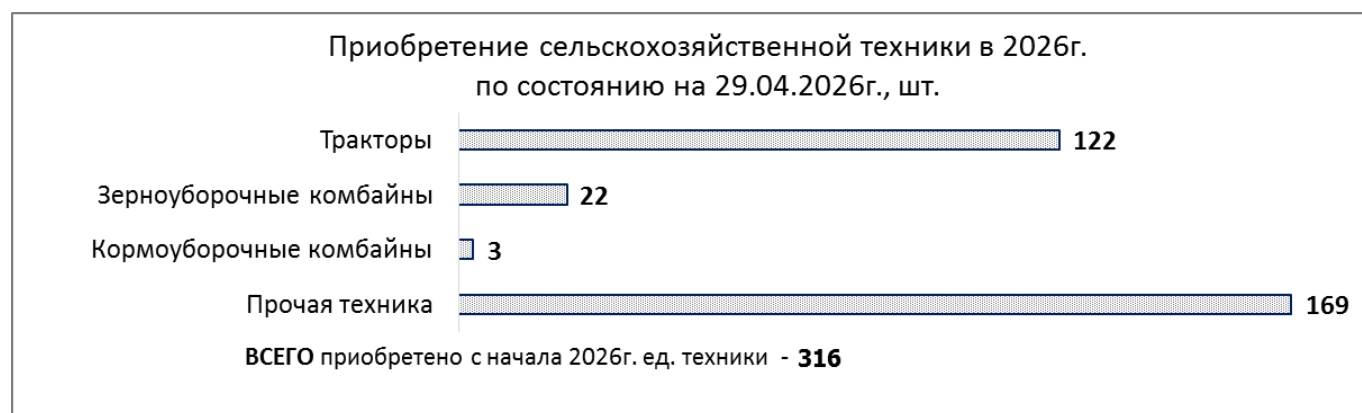 Приобретение сельскохозяйственной техники в 2026г.
по состоянию на 29.04.2026г., шт.
Тракторы 122
Зерноуборочные комбайны 22
Кормоуборочные комбайны 3
Прочая техника 169
ВСЕГО приобретено с начала 2026г. ед. техники - 316